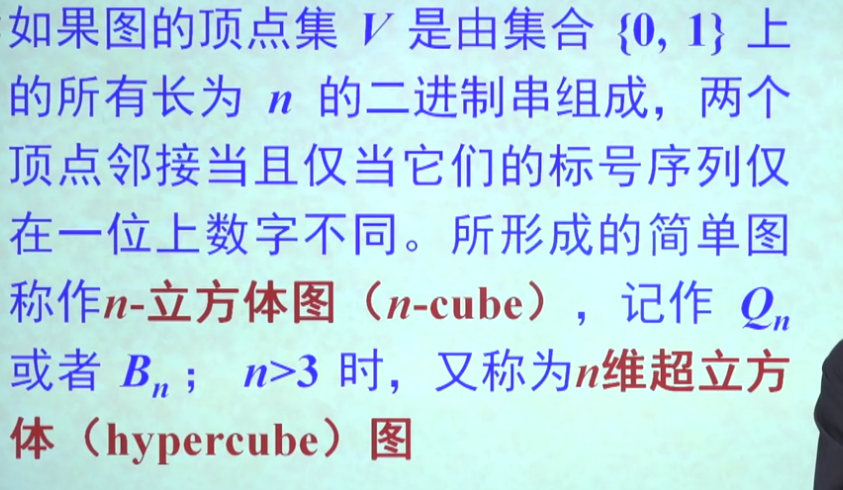 如果图的顶点集 V 是由集合 {0, 1} 上
的所有长为 n 的二进制串组成，两个
顶点邻接当且仅当它们的标号序列仅
在一位上数字不同。所形成的简单图
称作n-立方体图（n-cube），记作 Qn
或者 Bn； n>3 时，又称为n维超立方
体（hypercube）图